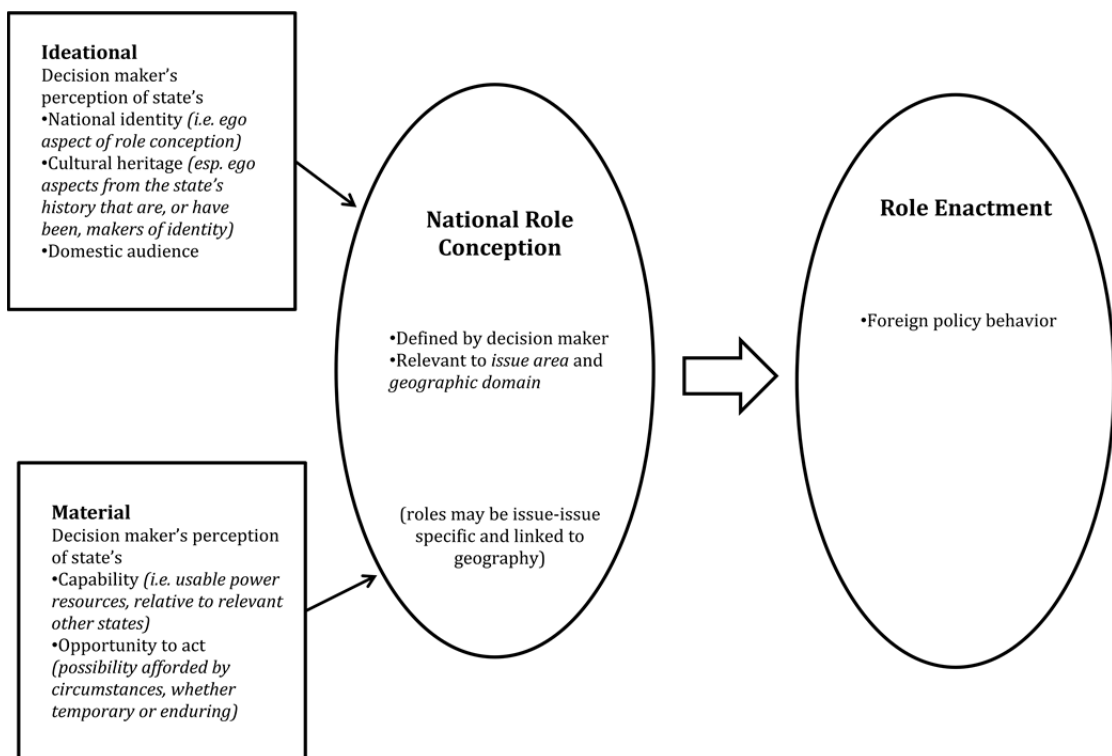 Ideational
Decision maker's
perception of state's
•National identity (i.e. ego
aspect of role conception)
•Cultural heritage (esp. ego
aspects from the state's
history that are, or have
been, makers of identity)
•Domestic audience
Material
Decision maker's perception
of state's
•Capability (i.e. usable power
resources, relative to relevant
other states)
•Opportunity to act
(possibility afforded by
circumstances, whether
temporary or enduring)
National Role
Conception
•Defined by decision maker
•Relevant to issue area and
geographic domain
(roles may be issue-issue
specific and linked to
geography)
Role Enactment
•Foreign policy behavior